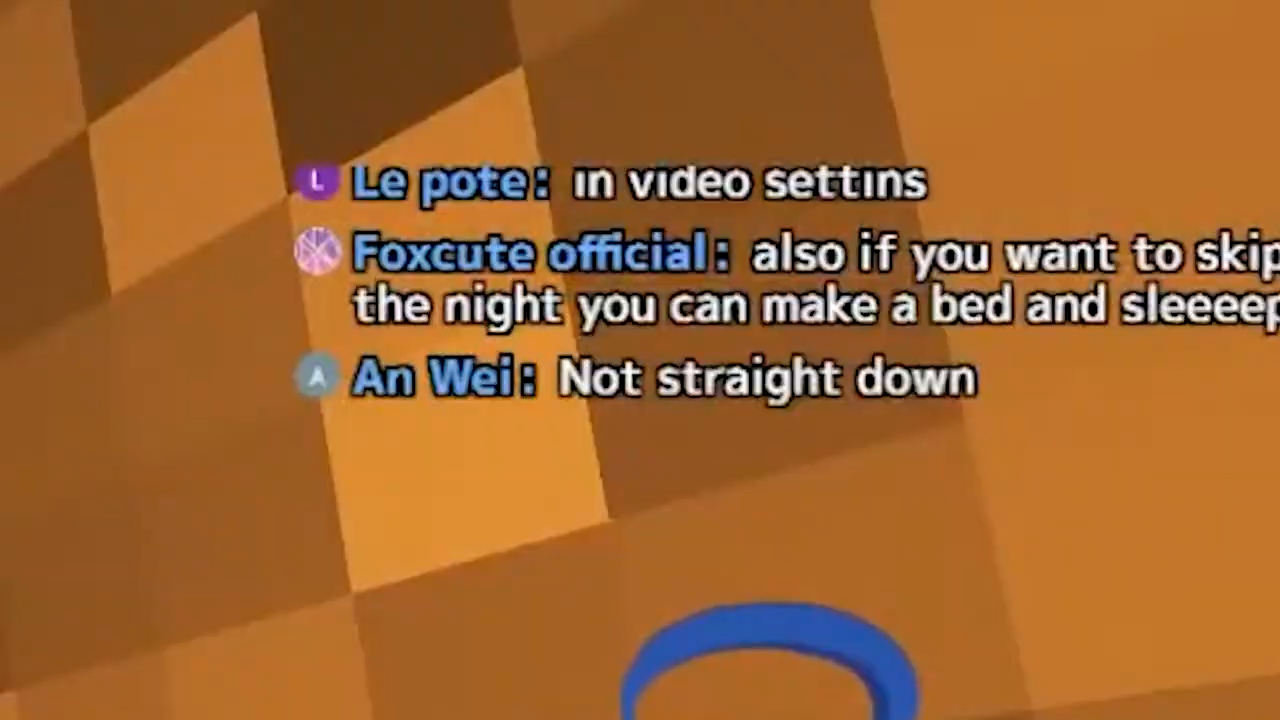 L Le pote: in video settins
Foxcute official: also if you want to skip
the night you can make a bed and sleeeep
A An Wei: Not straight down